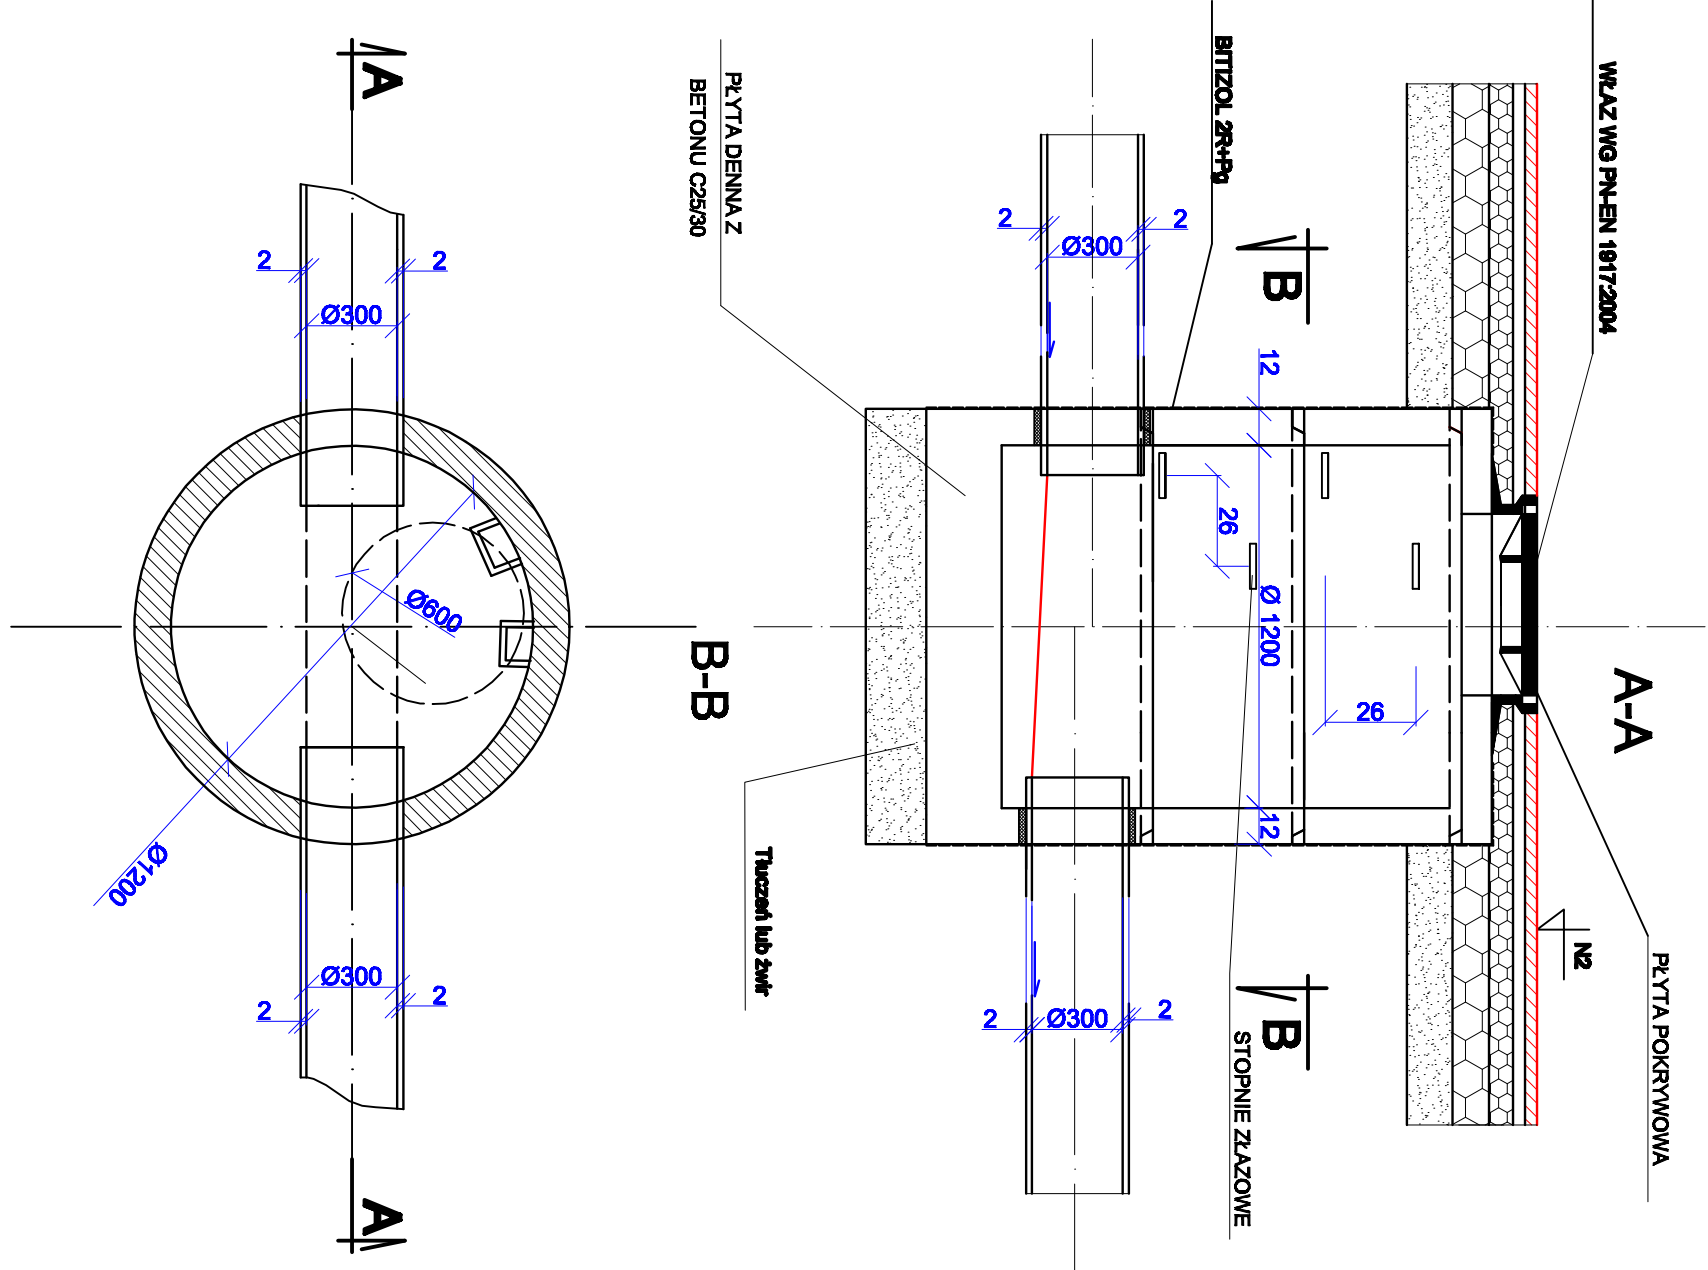 A-A
WŁAZ WG PN-EN 1917:2004
PŁYTA POKRYWOWA
N2
BITIZOL 2R+Pg
B
B
STOPNIE ZŁAZOWE
12
Ø 1200
12
26
26
2
Ø300
2
2
Ø300
2
PŁYTA DENNA Z
BETONU C25/30
Tłuczeń lub żwir
B-B
A
A
2
Ø300
2
Ø600
Ø1200
2
Ø300
2